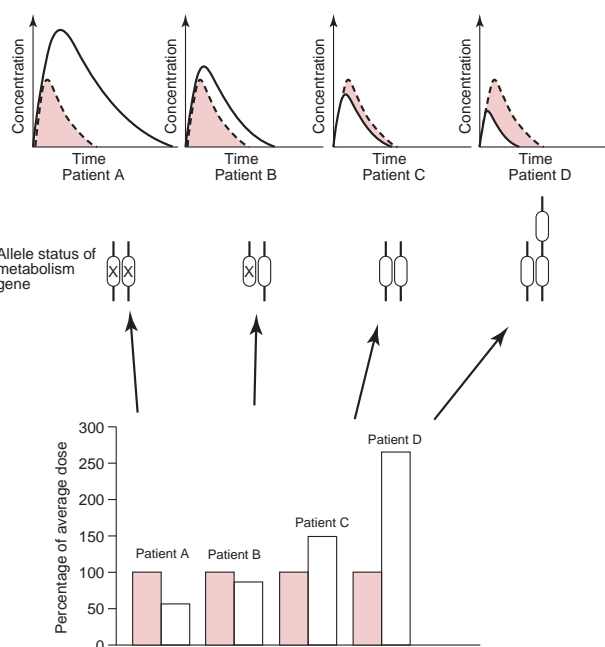 Concentration
Concentration
Concentration
Concentration
Time
Patient A
Time
Patient B
Time
Patient C
Time
Patient D
Allele status of
metabolism
gene
X X
X
Percentage of average dose
300
250
200
150
100
50
0
Patient A
Patient B
Patient C
Patient D